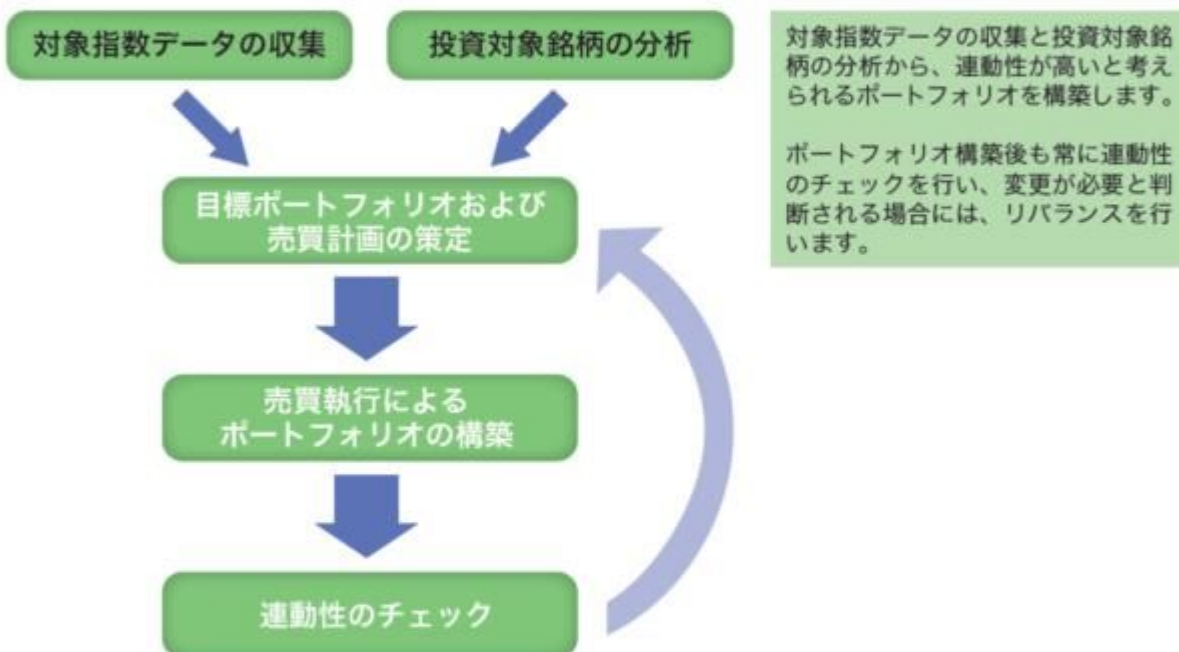 対象指数データの収集
投資対象銘柄の分析
対象指数データの収集と投資対象銘
柄の分析から、連動性が高いと考え
られるポートフォリオを構築します。
ポートフォリオ構築後も常に連動性
のチェックを行い、変更が必要と判
断される場合には、リバランスを行
います。
目標ポートフォリオおよび
売買計画の策定
売買執行による
ポートフォリオの構築
連動性のチェック